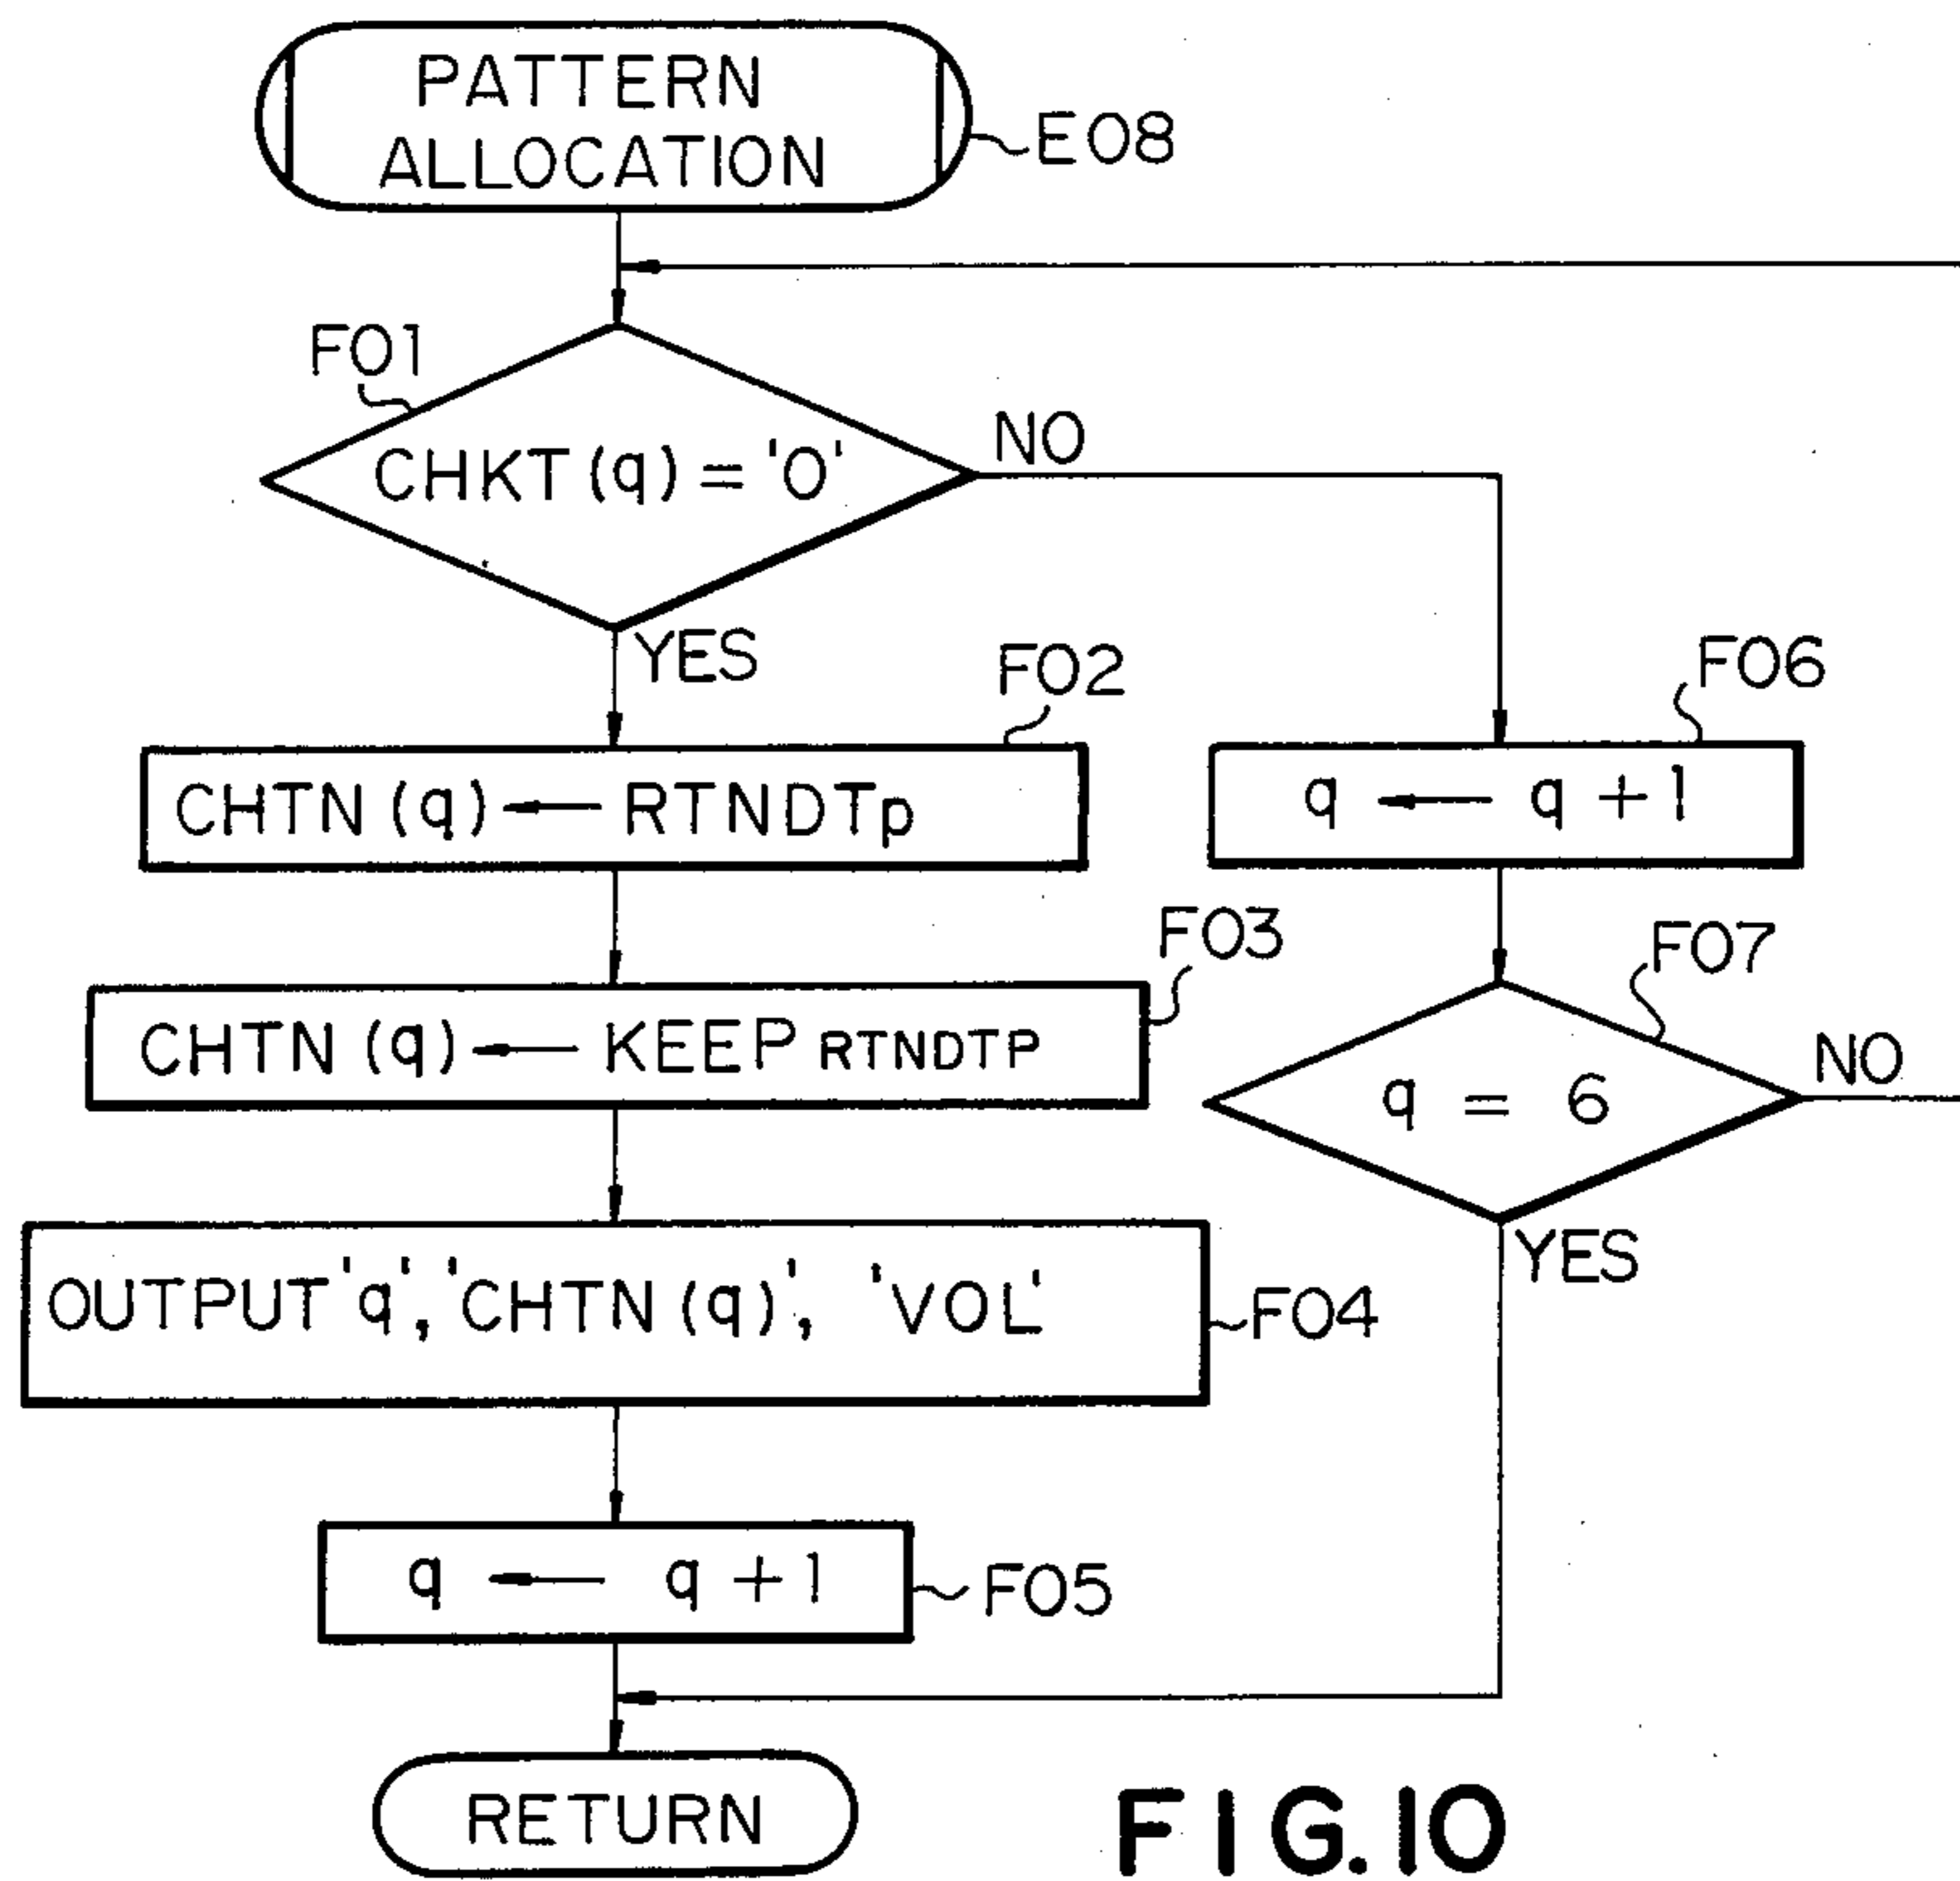 PATTERN
ALLOCATION
E08
F01
CHKT(q) = '0'
NO
YES
F02
CHTN(q) ← RTNDTp
F06
q ← q + 1
F03
CHTN(q) ← KEEP RTNDTP
F07
q = 6
NO
YES
OUTPUT 'q', 'CHTN(q)', 'VOL'
F04
q ← q + 1
F05
RETURN
FIG.10